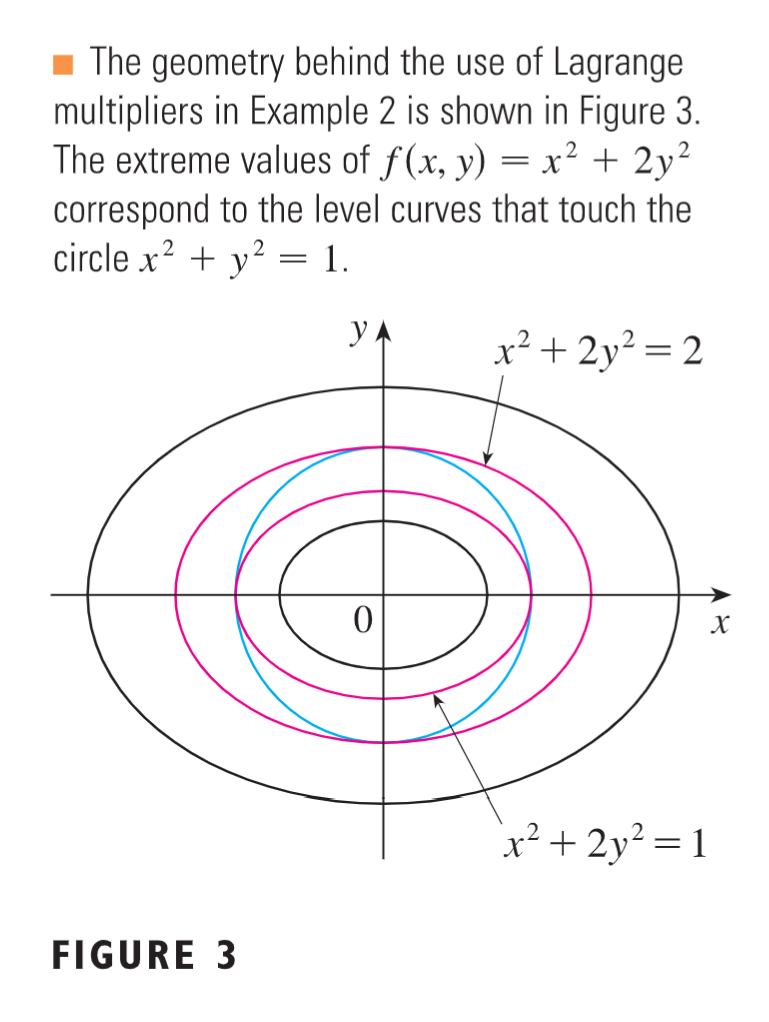 ■ The geometry behind the use of Lagrange
multipliers in Example 2 is shown in Figure 3.
The extreme values of f(x, y) = x² + 2y²
correspond to the level curves that touch the
circle x² + y² = 1.
y
x² + 2y² = 2
0
x
x² + 2y² = 1
FIGURE 3